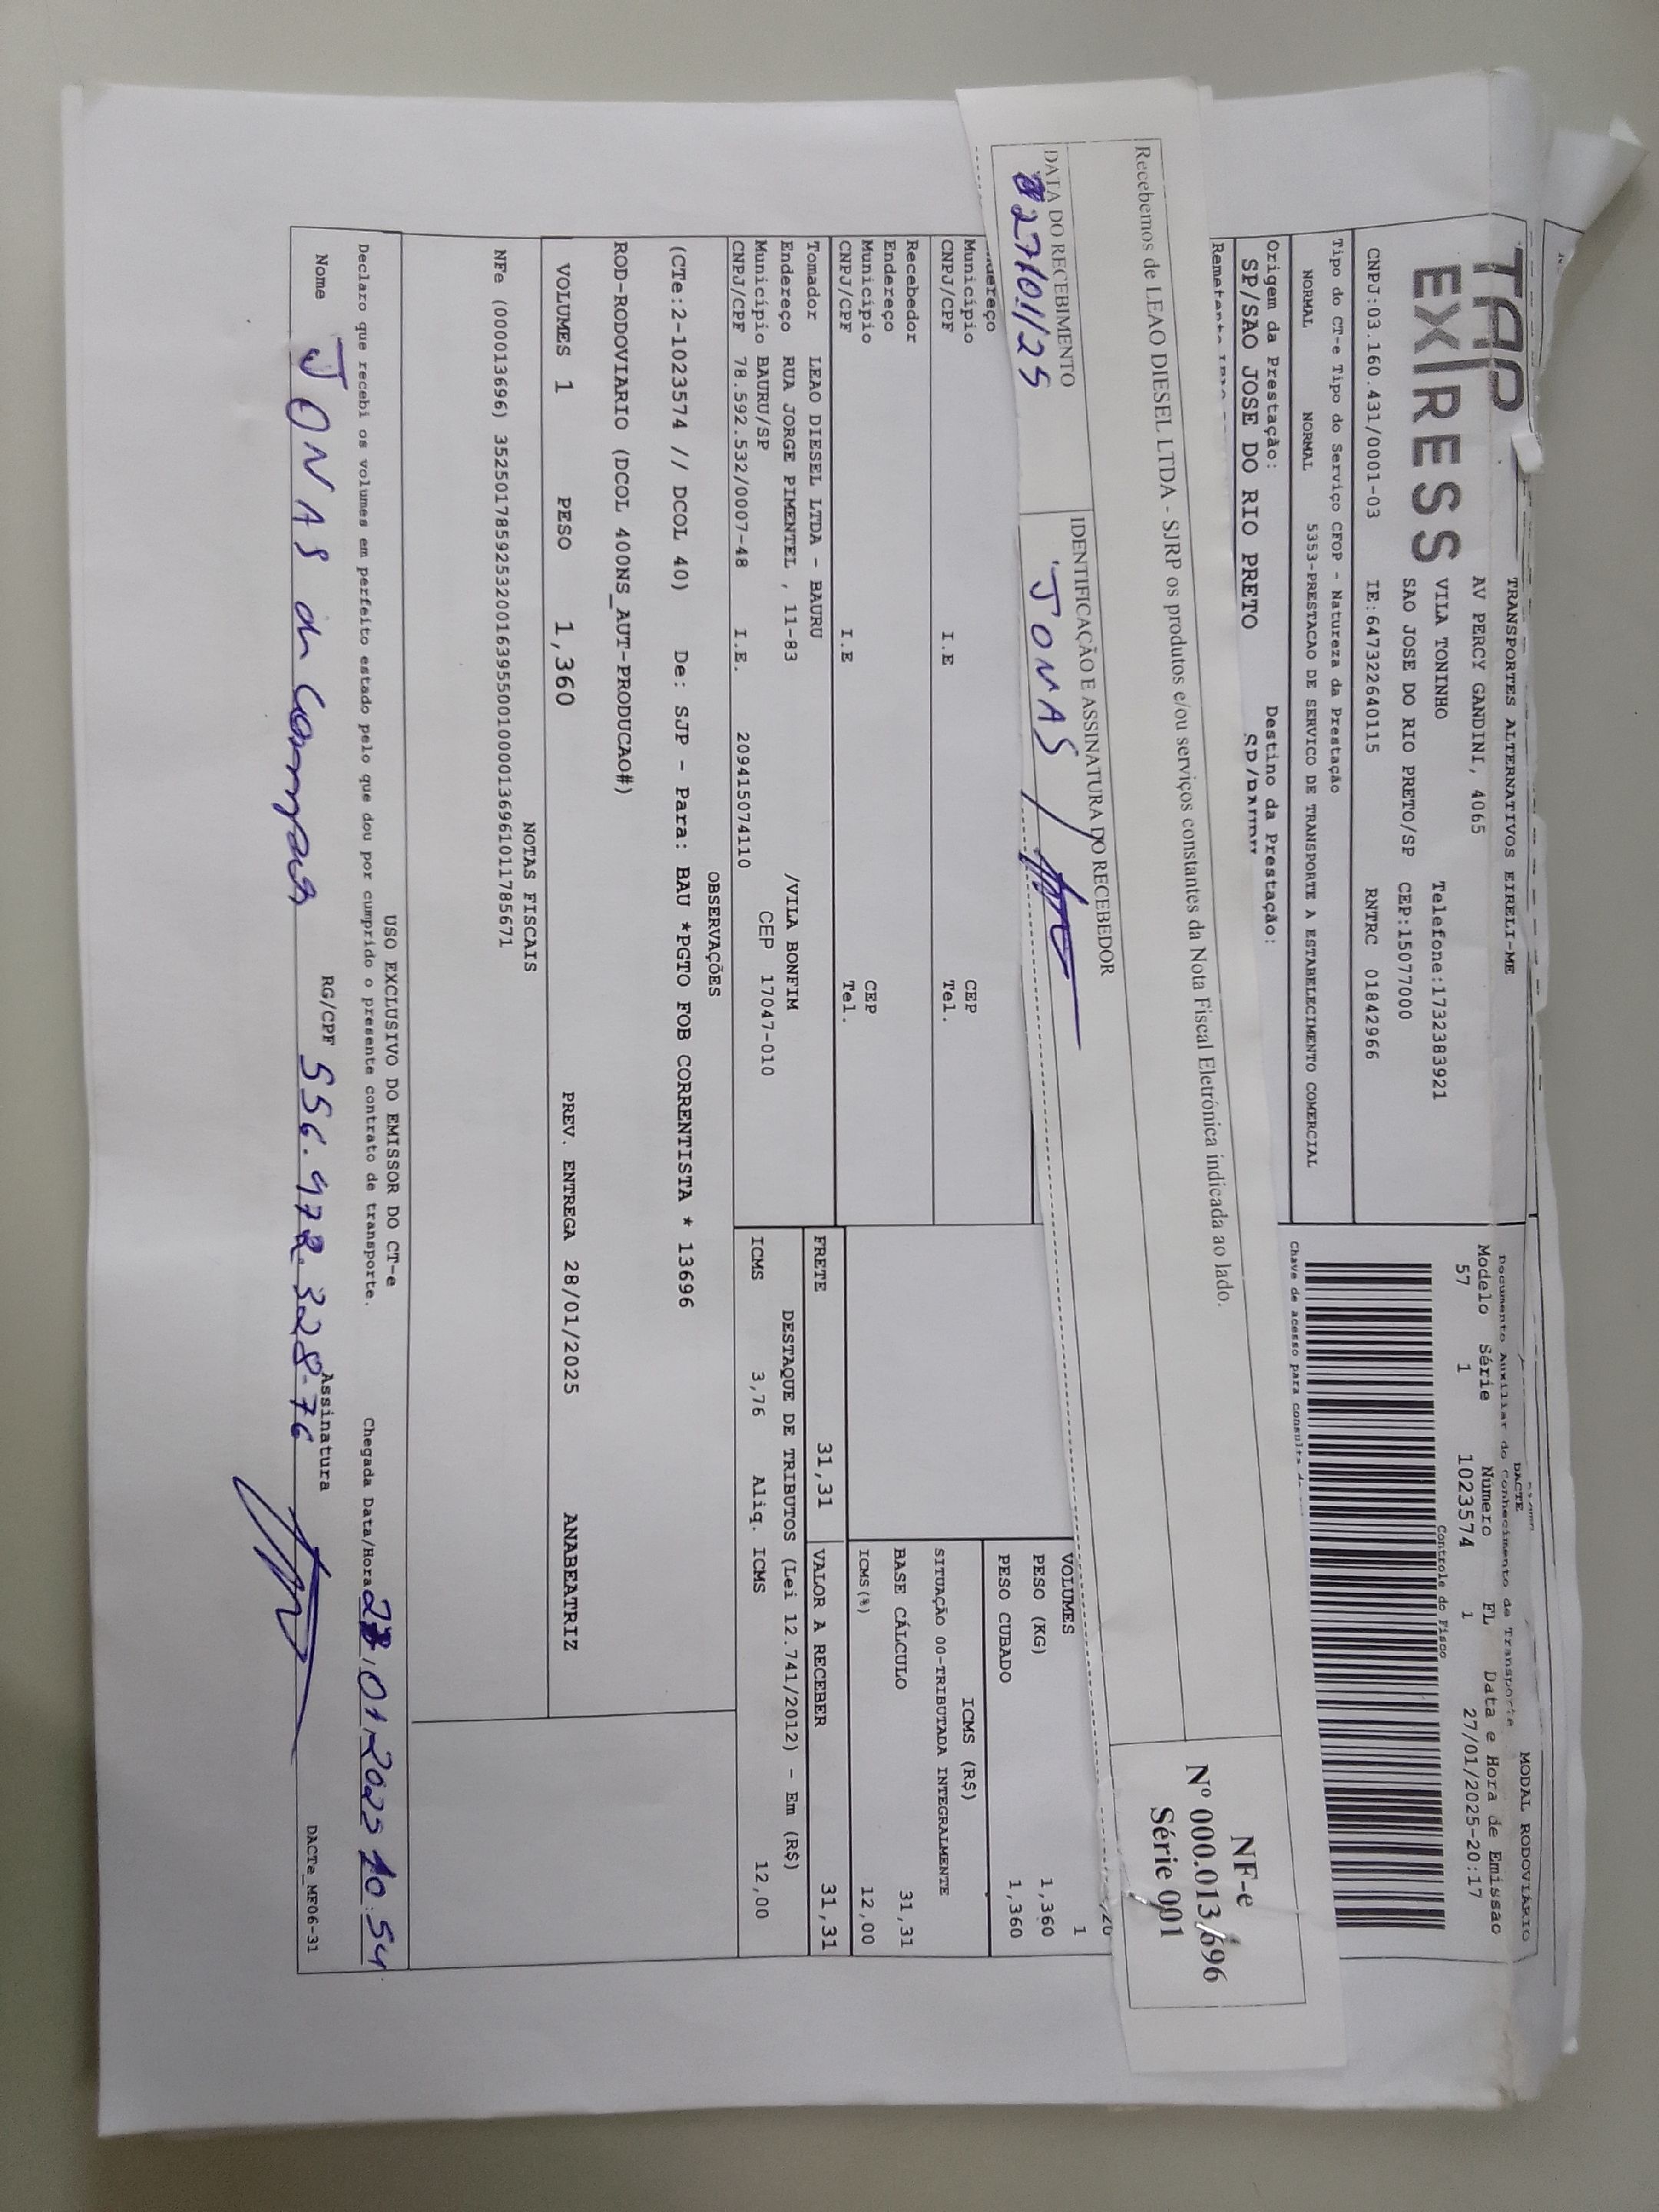 TAP
EXPRESS
TRANSPORTES ALTERNATIVOS EIRELI-ME
AV PERCY GANDINI, 4065
VILA TONINHO Telefone:1732383921
SAO JOSE DO RIO PRETO/SP CEP:15077000
CNPJ:03.160.431/0001-03 IE:647322640115 RNTRC 01842966
DACTE MODAL RODOVIARIO
Documento Auxiliar do Conhecimento de Transporte
Modelo Série Número FL Data e Hora de Emissão
57 1 1023574 1 27/01/2025-20:17
Controle do Fisco
Tipo do CT-e Tipo do Serviço CFOP - Natureza da Prestação
NORMAL NORMAL 5353-PRESTACAO DE SERVICO DE TRANSPORTE A ESTABELECIMENTO COMERCIAL
Chave de acesso para consulta
Origem da Prestação: Destino da Prestação:
SP/SAO JOSE DO RIO PRETO SP/BAURU
Remetente
Recebemos de LEAO DIESEL LTDA - SJRP os produtos e/ou serviços constantes da Nota Fiscal Eletrônica indicada ao lado.
NF-e
Nº 000.013.696
Série 001
DATA DO RECEBIMENTO IDENTIFICAÇÃO E ASSINATURA DO RECEBEDOR
27/01/25 JONAS
Endereço
Município CEP
CNPJ/CPF I.E Tel.
Recebedor
Endereço
Município CEP
CNPJ/CPF I.E Tel.
VOLUMES 1
PESO (KG) 1,360
PESO CUBADO 1,360
ICMS (R$)
SITUAÇÃO 00-TRIBUTADA INTEGRALMENTE
BASE CÁLCULO 31,31
ICMS(%) 12,00
Tomador LEAO DIESEL LTDA - BAURU
Endereço RUA JORGE PIMENTEL , 11-83 /VILA BONFIM
Município BAURU/SP CEP 17047-010
CNPJ/CPF 78.592.532/0007-48 I.E. 209415074110
FRETE 31,31 VALOR A RECEBER 31,31
DESTAQUE DE TRIBUTOS (Lei 12.741/2012) - Em (R$)
ICMS 3,76 Aliq. ICMS 12,00
OBSERVAÇÕES
(CTe:2-1023574 // DCOL 40) De: SJP - Para: BAU *PGTO FOB CORRENTISTA * 13696
ROD-RODOVIARIO (DCOL 400NS_AUT-PRODUCAO#)
VOLUMES 1 PESO 1,360 PREV. ENTREGA 28/01/2025 ANABEATRIZ
NOTAS FISCAIS
NFe (000013696) 35250178592532001639550010000136961011785671
USO EXCLUSIVO DO EMISSOR DO CT-e
Declaro que recebi os volumes em perfeito estado pelo que dou por cumprido o presente contrato de transporte. Chegada Data/Hora 01 2025 10:54
Nome JONAS RG/CPF 556.972.328-76 Assinatura
DACTe_MF06-31